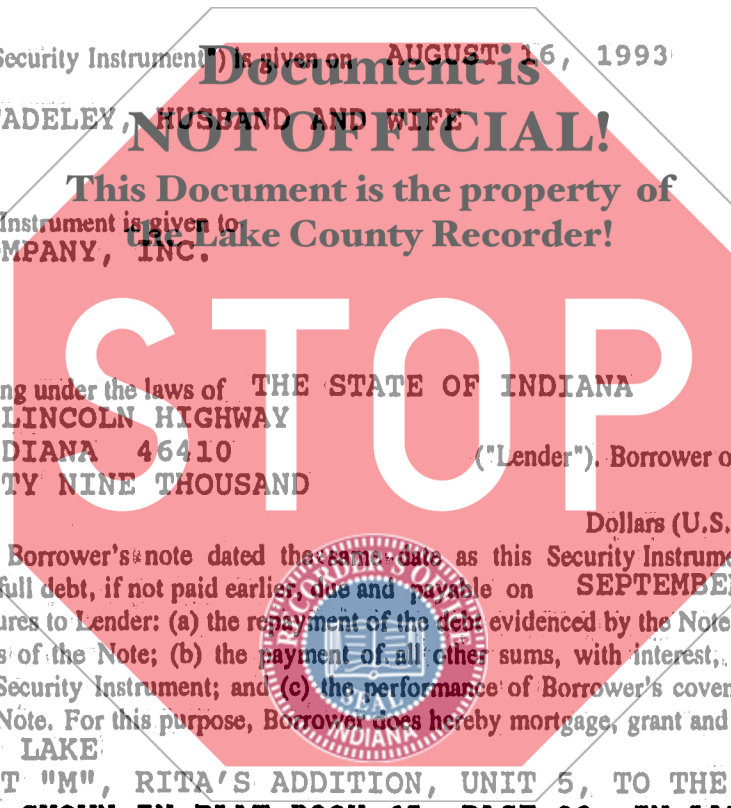 Security Instrument") is given on AUGUST 16, 1993
Document is
ADELEY, HUSBAND AND WIFE
NOT OFFICIAL!
This Document is the property of
Instrument is given to
the Lake County Recorder!
MPANY, INC.
STOP
ng under the laws of THE STATE OF INDIANA
LINCOLN HIGHWAY
DIANA 46410 ("Lender"). Borrower o
TY NINE THOUSAND
Dollars (U.S.
Borrower's note dated the same date as this Security Instrume
full debt, if not paid earlier, due and payable on SEPTEMBE
ures to Lender: (a) the repayment of the debt evidenced by the Note
s of the Note; (b) the payment of all other sums, with interest,
Security Instrument; and (c) the performance of Borrower's coven
Note. For this purpose, Borrower does hereby mortgage, grant and
RECORDER'S OFFICE
SEAL
INDIANA
LAKE
T "M", RITA'S ADDITION, UNIT 5, TO THE